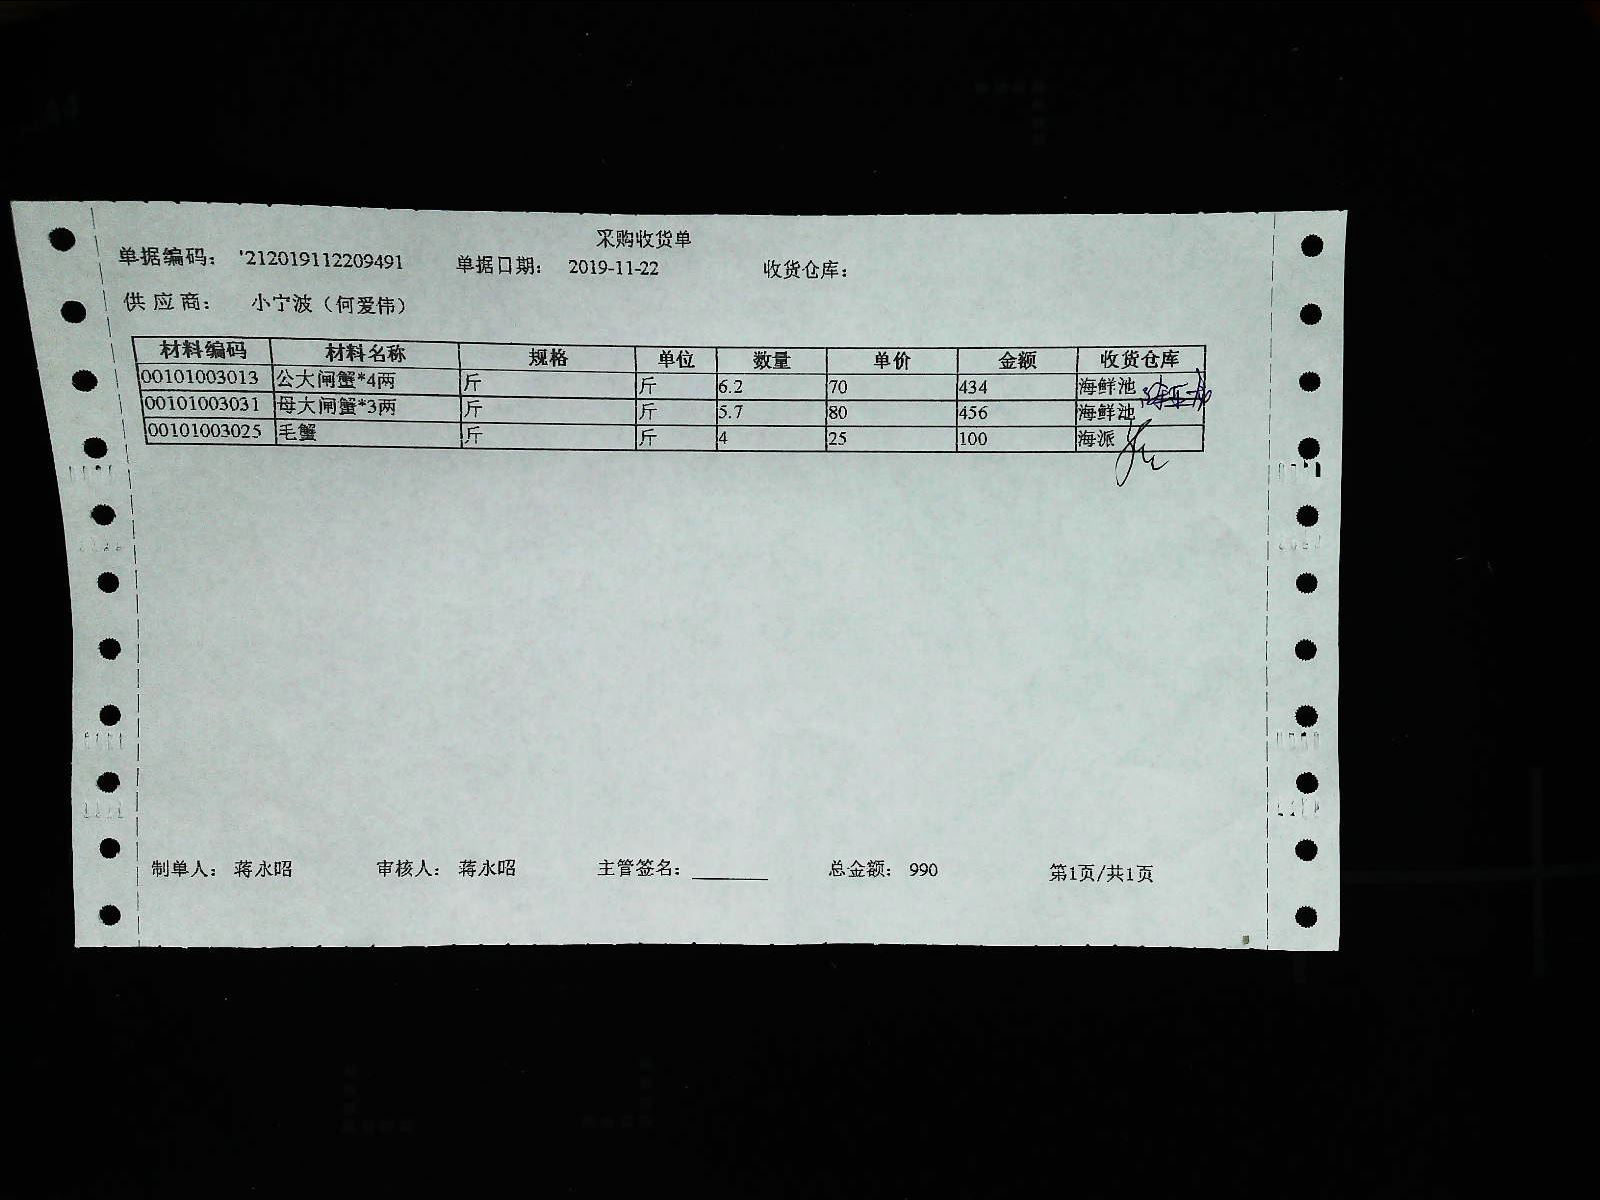 采购收货单
单据编码： '212019112209491 单据日期： 2019-11-22 收货仓库：
供 应 商： 小宁波（何爱伟）
材料编码 材料名称 规格 单位 数量 单价 金额 收货仓库
00101003013 公大闸蟹*4两 斤 斤 6.2 70 434 海鲜池
00101003031 母大闸蟹*3两 斤 斤 5.7 80 456 海鲜池
00101003025 毛蟹 斤 斤 4 25 100 海派
制单人： 蒋永昭 审核人： 蒋永昭 主管签名： 总金额： 990 第1页/共1页